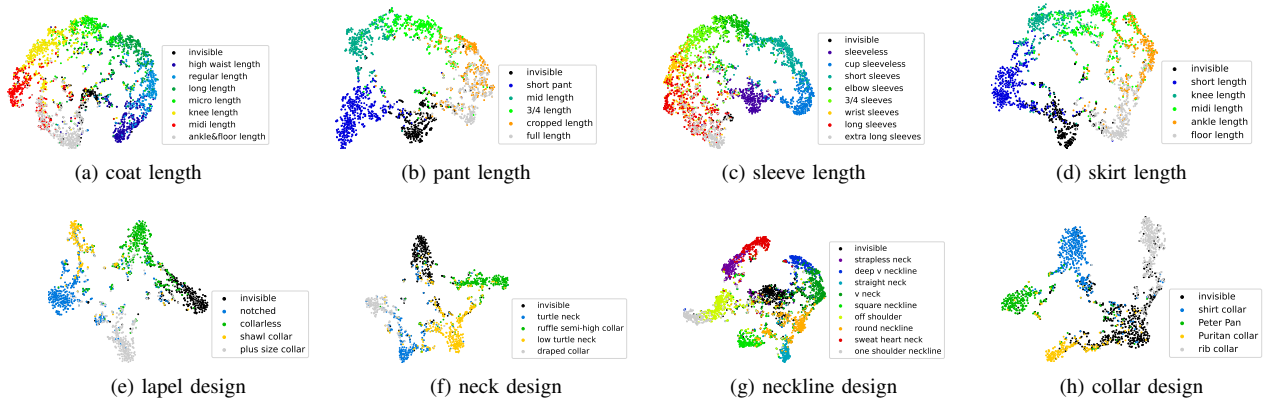 invisible
high waist length
regular length
long length
micro length
knee length
midi length
ankle&floor length
(a) coat length
invisible
short pant
mid length
3/4 length
cropped length
full length
(b) pant length
invisible
sleeveless
cup sleeveless
short sleeves
elbow sleeves
3/4 sleeves
wrist sleeves
long sleeves
extra long sleeves
(c) sleeve length
invisible
short length
knee length
midi length
ankle length
floor length
(d) skirt length
invisible
notched
collarless
shawl collar
plus size collar
(e) lapel design
invisible
turtle neck
ruffle semi-high collar
low turtle neck
draped collar
(f) neck design
invisible
strapless neck
deep v neckline
straight neck
v neck
square neckline
off shoulder
round neckline
sweat heart neck
one shoulder neckline
(g) neckline design
invisible
shirt collar
Peter Pan
Puritan collar
rib collar
(h) collar design